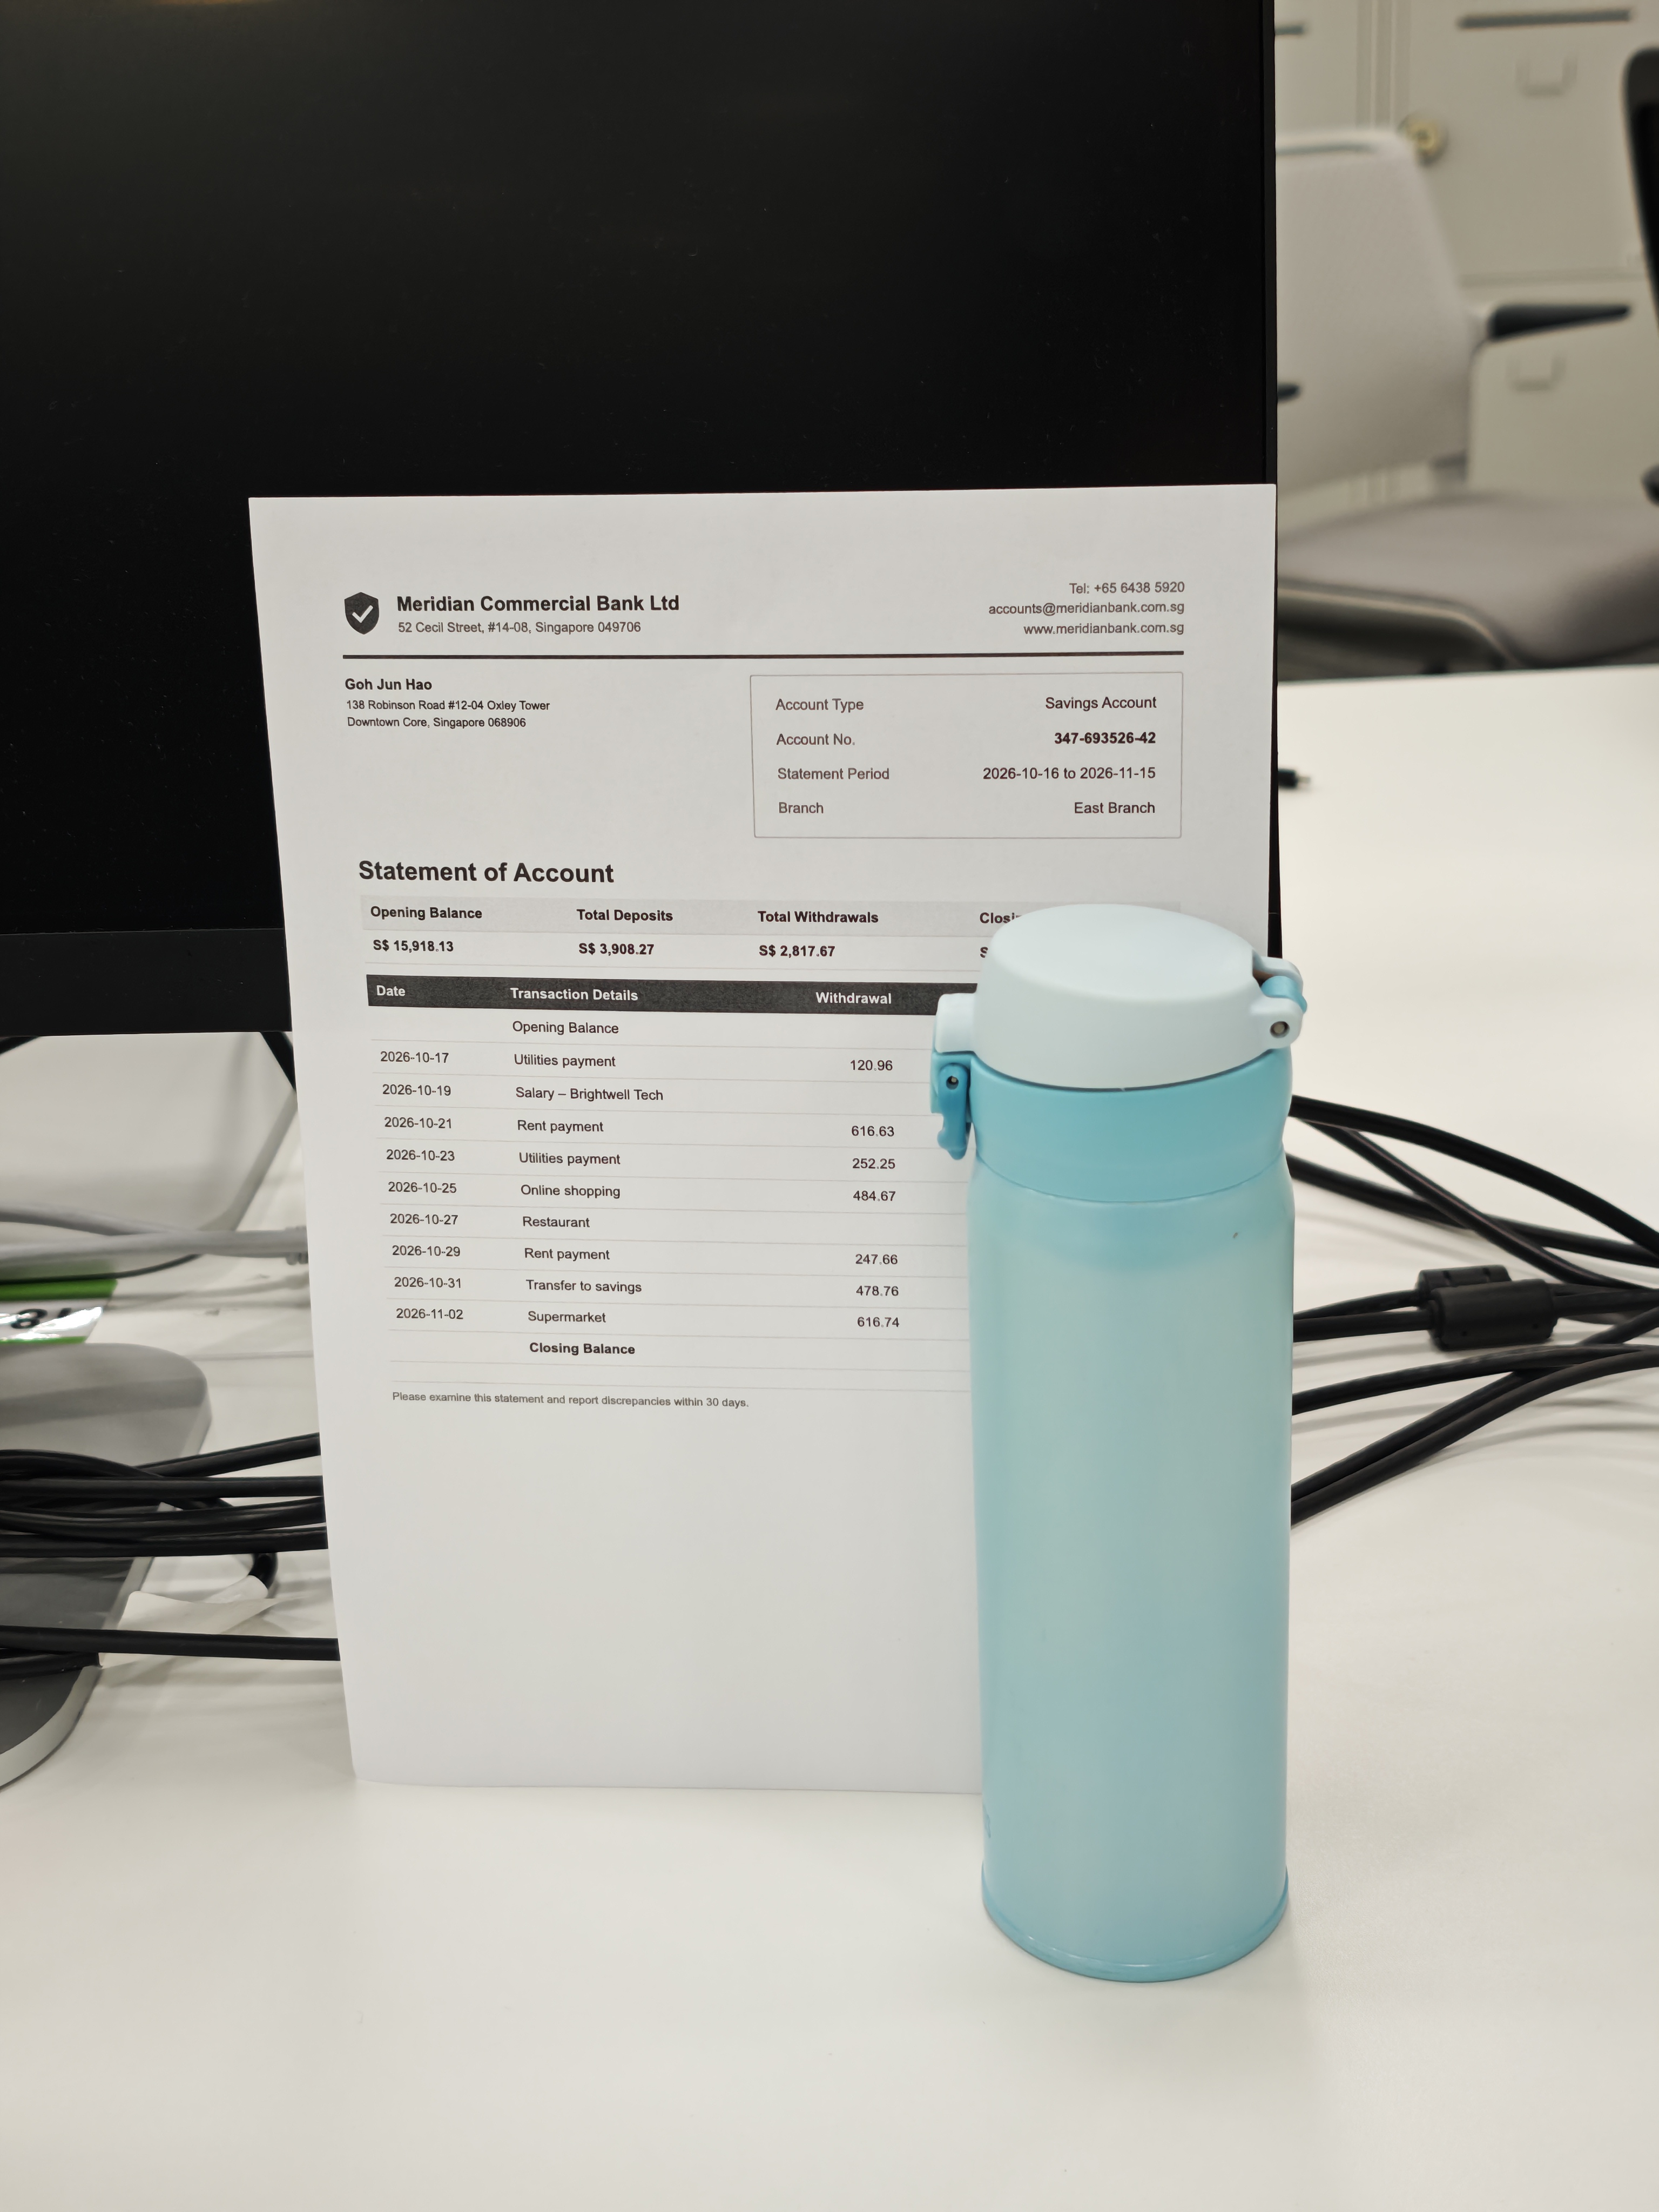 Meridian Commercial Bank Ltd
52 Cecil Street, #14-08, Singapore 049706
Tel: +65 6438 5920
accounts@meridianbank.com.sg
www.meridianbank.com.sg
Goh Jun Hao
138 Robinson Road #12-04 Oxley Tower
Downtown Core, Singapore 068906
Account Type Savings Account
Account No. 347-693526-42
Statement Period 2026-10-16 to 2026-11-15
Branch East Branch
Statement of Account
Opening Balance Total Deposits Total Withdrawals
S$ 15,918.13 S$ 3,908.27 S$ 2,817.67
Date Transaction Details Withdrawal
Opening Balance
2026-10-17 Utilities payment 120.96
2026-10-19 Salary – Brightwell Tech
2026-10-21 Rent payment 616.63
2026-10-23 Utilities payment 252.25
2026-10-25 Online shopping 484.67
2026-10-27 Restaurant
2026-10-29 Rent payment 247.66
2026-10-31 Transfer to savings 478.76
2026-11-02 Supermarket 616.74
Closing Balance
Please examine this statement and report discrepancies within 30 days.